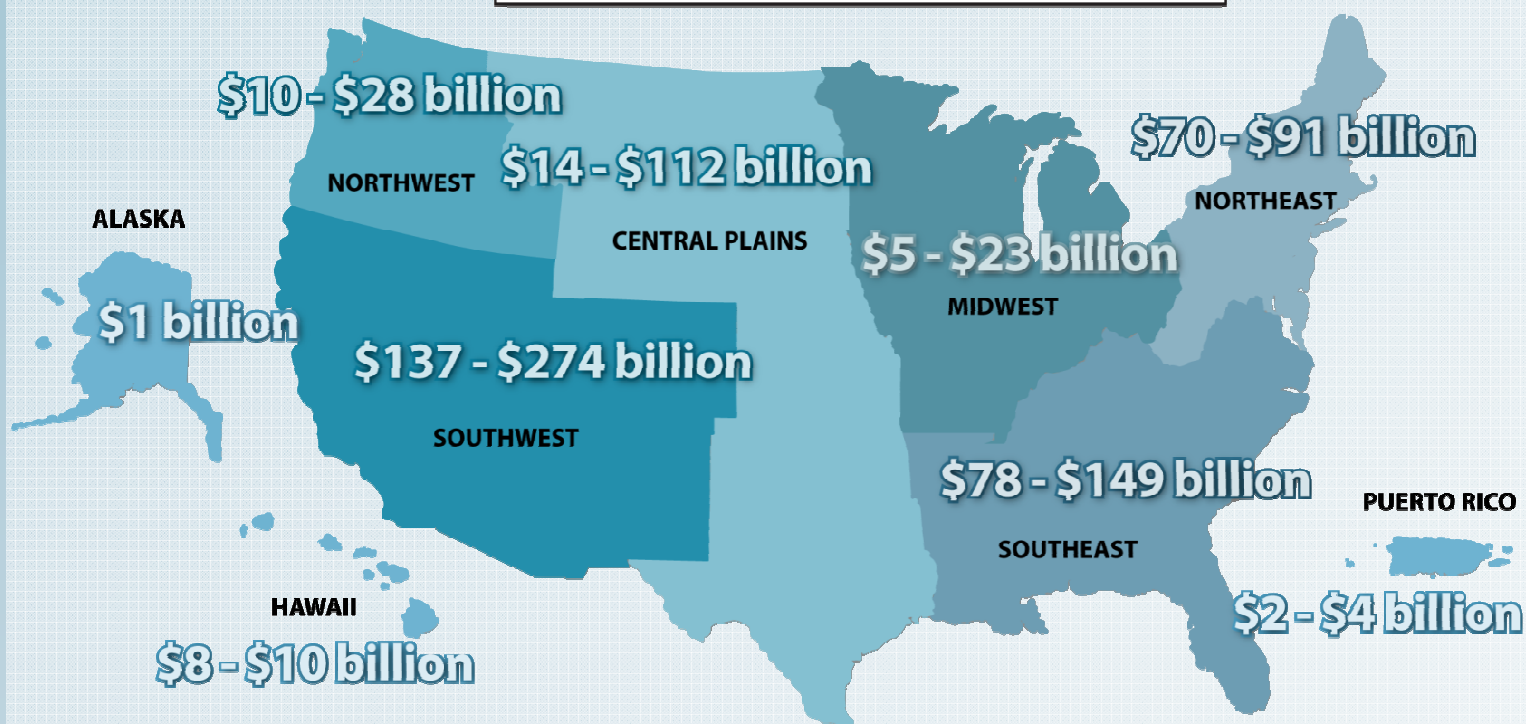 $10 - $28 billion
NORTHWEST
$14 - $112 billion
CENTRAL PLAINS
$70 - $91 billion
NORTHEAST
ALASKA
$1 billion
$5 - $23 billion
MIDWEST
$137 - $274 billion
SOUTHWEST
$78 - $149 billion
SOUTHEAST
PUERTO RICO
$2 - $4 billion
HAWAII
$8 - $10 billion